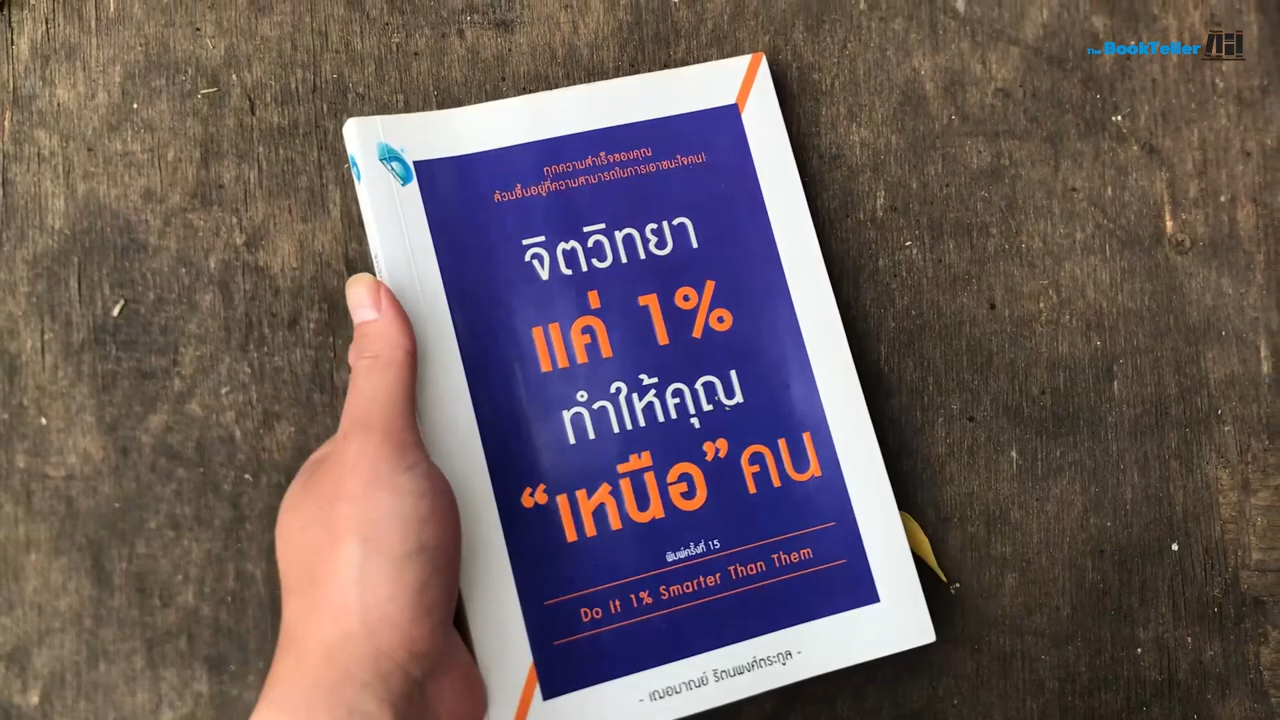 The BookTeller
ทุกความสำเร็จของคุณ
ล้วนขึ้นอยู่ที่ความสามารถในการเอาชนะใจคน!
จิตวิทยา
แค่ 1%
ทำให้คุณ
“เหนือ” คน
พิมพ์ครั้งที่ 15
Do It 1% Smarter Than Them
- เฌอมาณย์ รัตนพงศ์ตระกูล -